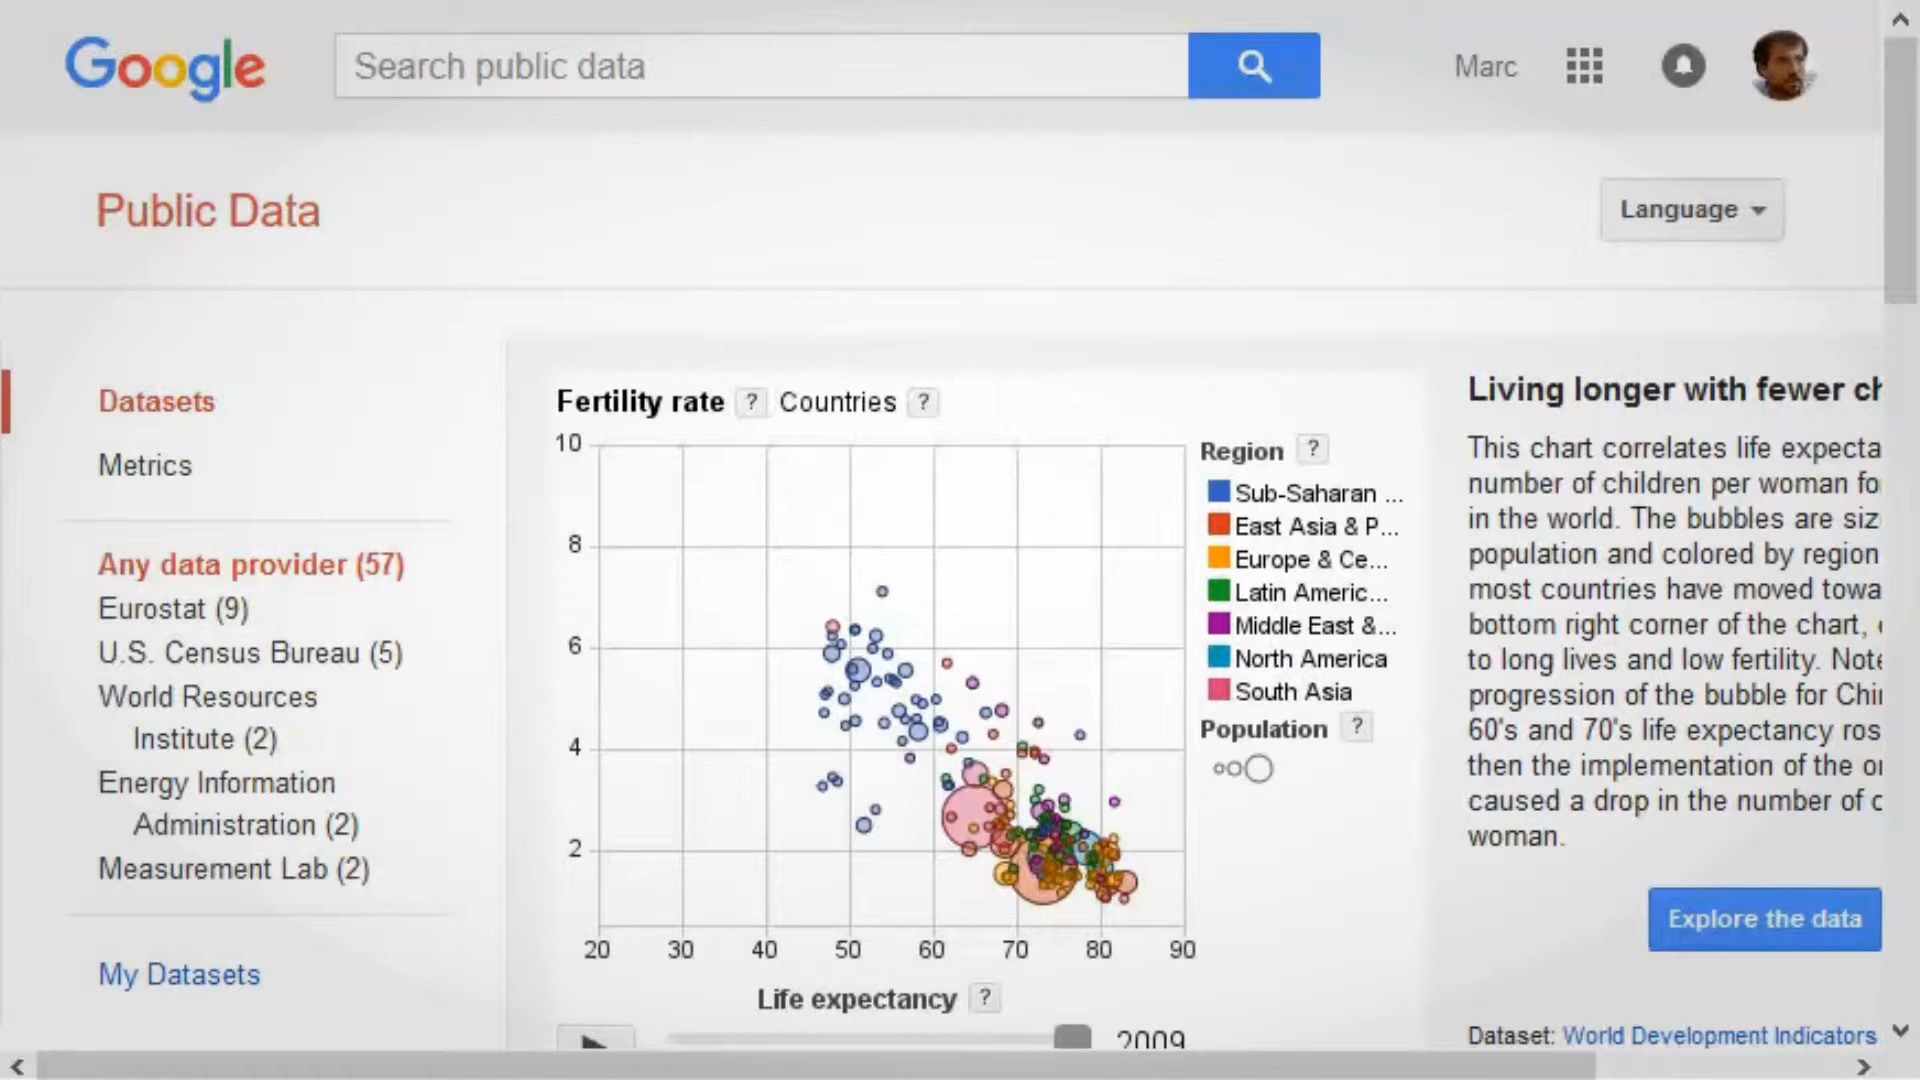 Google
Search public data
Marc
Public Data
Language
Datasets
Metrics
Any data provider (57)
Eurostat (9)
U.S. Census Bureau (5)
World Resources
Institute (2)
Energy Information
Administration (2)
Measurement Lab (2)
My Datasets
Fertility rate ? Countries ?
10
8
6
4
2
20 30 40 50 60 70 80 90
Life expectancy ?
2009
Region ?
Sub-Saharan ...
East Asia & P...
Europe & Ce...
Latin Americ...
Middle East &...
North America
South Asia
Population ?
Living longer with fewer ch
This chart correlates life expecta
number of children per woman fo
in the world. The bubbles are siz
population and colored by region
most countries have moved towa
bottom right corner of the chart,
to long lives and low fertility. Note
progression of the bubble for Chi
60's and 70's life expectancy ros
then the implementation of the o
caused a drop in the number of c
woman.
Explore the data
Dataset: World Development Indicators